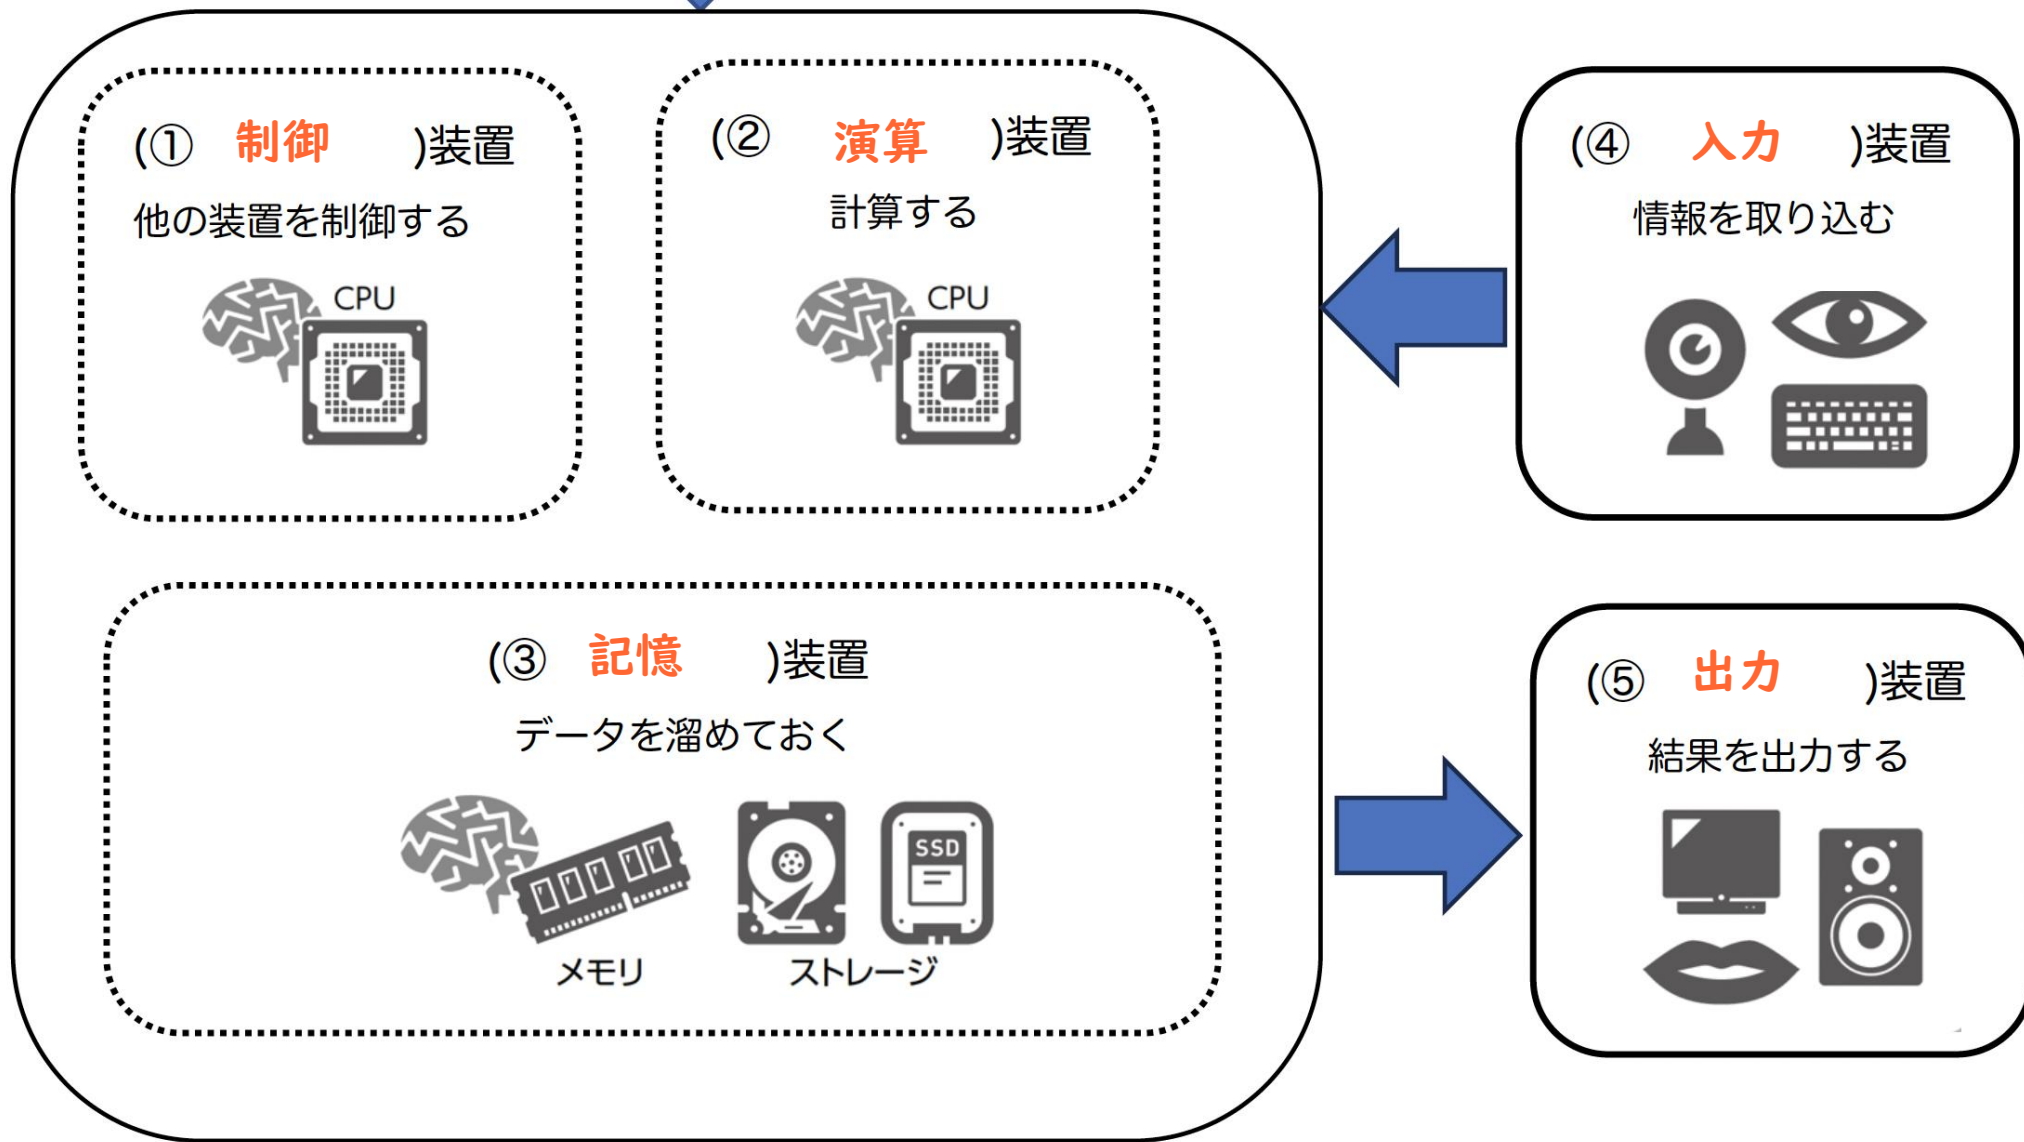 (① 制御 )装置
他の装置を制御する
CPU
(② 演算 )装置
計算する
CPU
(③ 記憶 )装置
データを溜めておく
SSD
メモリ
ストレージ
(④ 入力 )装置
情報を取り込む
(⑤ 出力 )装置
結果を出力する